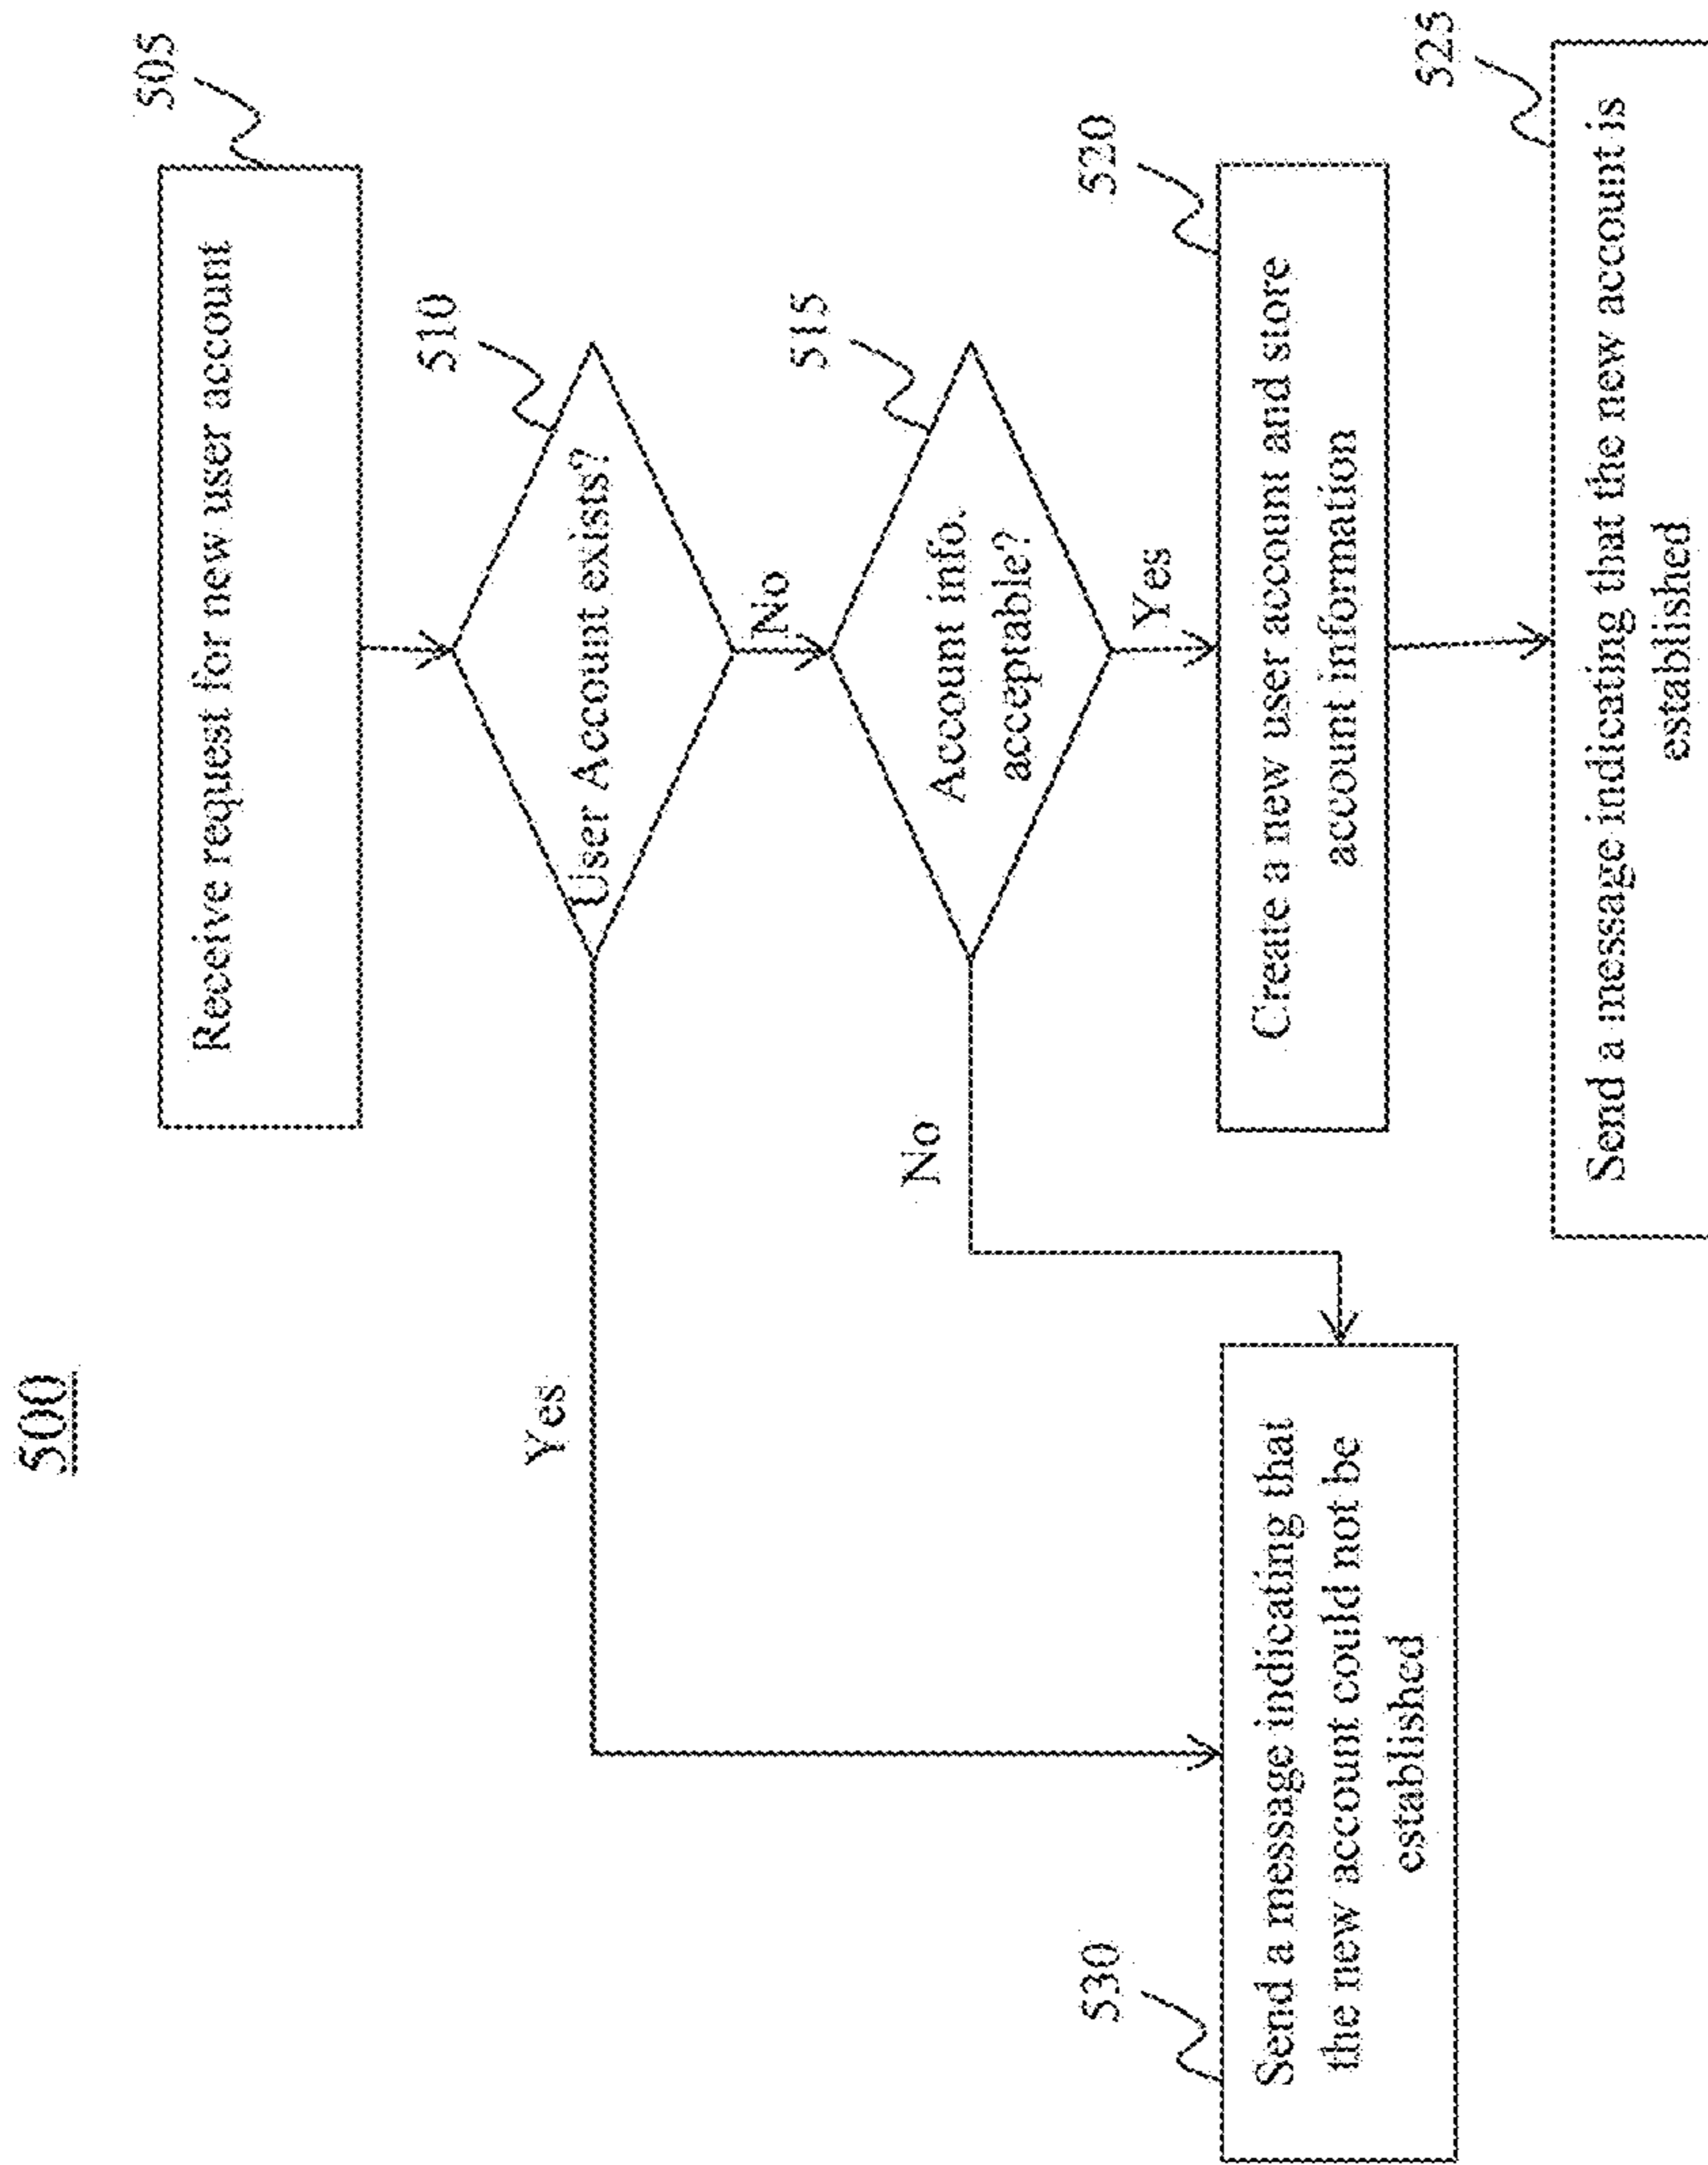 500
505
Receive request for new user account
510
User Account exists?
Yes
No
515
Account info.
acceptable?
No
Yes
520
Create a new user account and store
account information
530
Send a message indicating that
the new account could not be
established
525
Send a message indicating that the new account is
established